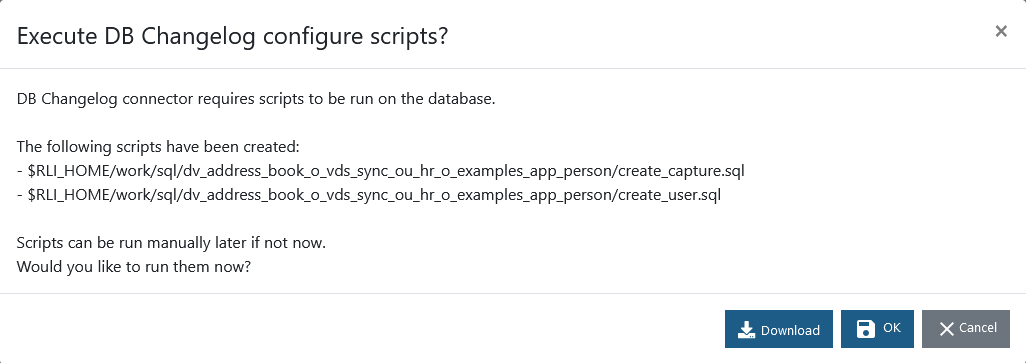 Execute DB Changelog configure scripts?
DB Changelog connector requires scripts to be run on the database.
The following scripts have been created:
- $RLI_HOME/work/sql/dv_address_book_o_vds_sync_ou_hr_o_examples_app_person/create_capture.sql
- $RLI_HOME/work/sql/dv_address_book_o_vds_sync_ou_hr_o_examples_app_person/create_user.sql
Scripts can be run manually later if not now.
Would you like to run them now?
Download OK Cancel